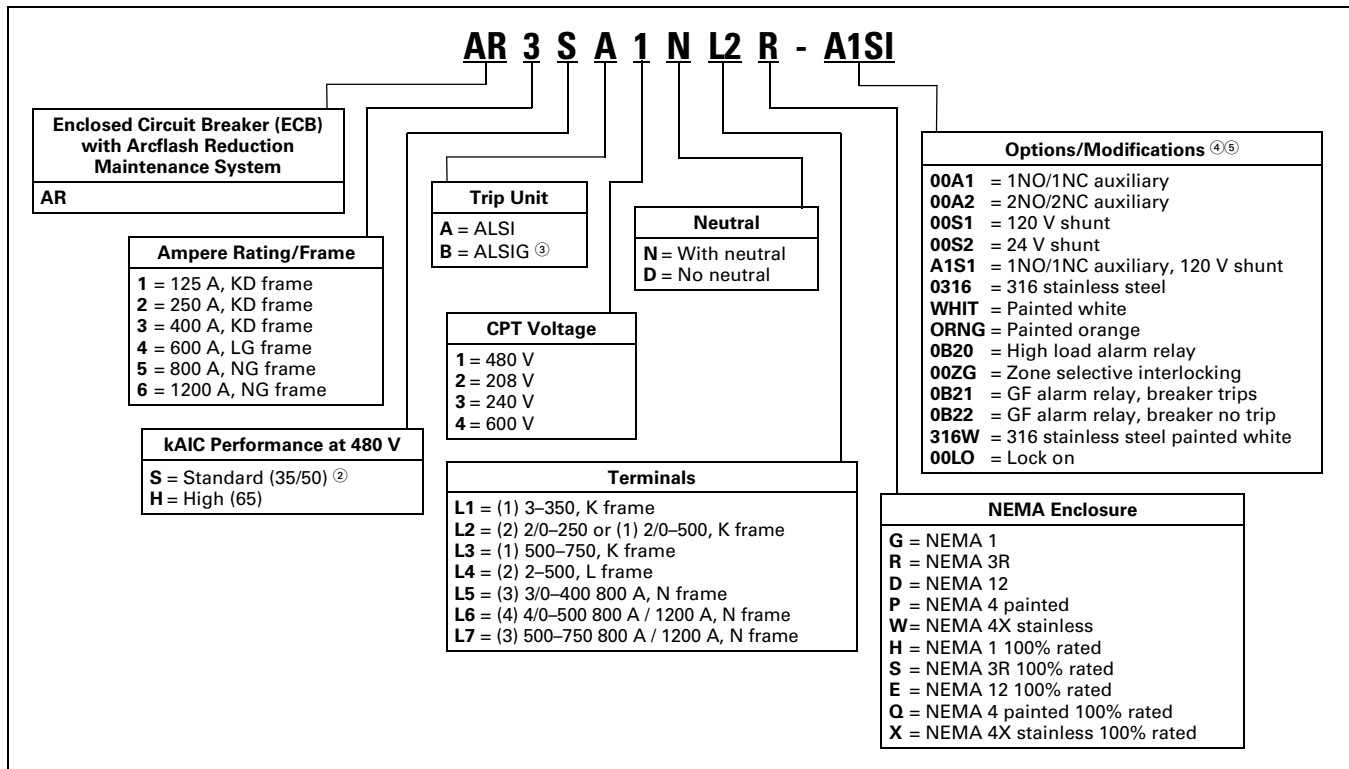 AR 3 S A 1 N L2 R - A1SI
Enclosed Circuit Breaker (ECB)
with Arcflash Reduction
Maintenance System
AR
Ampere Rating/Frame
1 = 125 A, KD frame
2 = 250 A, KD frame
3 = 400 A, KD frame
4 = 600 A, LG frame
5 = 800 A, NG frame
6 = 1200 A, NG frame
kAIC Performance at 480 V
S = Standard (35/50) ②
H = High (65)
Trip Unit
A = ALSI
B = ALSIG ③
CPT Voltage
1 = 480 V
2 = 208 V
3 = 240 V
4 = 600 V
Neutral
N = With neutral
D = No neutral
Terminals
L1 = (1) 3–350, K frame
L2 = (2) 2/0–250 or (1) 2/0–500, K frame
L3 = (1) 500–750, K frame
L4 = (2) 2–500, L frame
L5 = (3) 3/0–400 800 A, N frame
L6 = (4) 4/0–500 800 A / 1200 A, N frame
L7 = (3) 500–750 800 A / 1200 A, N frame
Options/Modifications ④⑤
00A1 = 1NO/1NC auxiliary
00A2 = 2NO/2NC auxiliary
00S1 = 120 V shunt
00S2 = 24 V shunt
A1S1 = 1NO/1NC auxiliary, 120 V shunt
0316 = 316 stainless steel
WHIT = Painted white
ORNG = Painted orange
0B20 = High load alarm relay
00ZG = Zone selective interlocking
0B21 = GF alarm relay, breaker trips
0B22 = GF alarm relay, breaker no trip
316W = 316 stainless steel painted white
00LO = Lock on
NEMA Enclosure
G = NEMA 1
R = NEMA 3R
D = NEMA 12
P = NEMA 4 painted
W = NEMA 4X stainless
H = NEMA 1 100% rated
S = NEMA 3R 100% rated
E = NEMA 12 100% rated
Q = NEMA 4 painted 100% rated
X = NEMA 4X stainless 100% rated